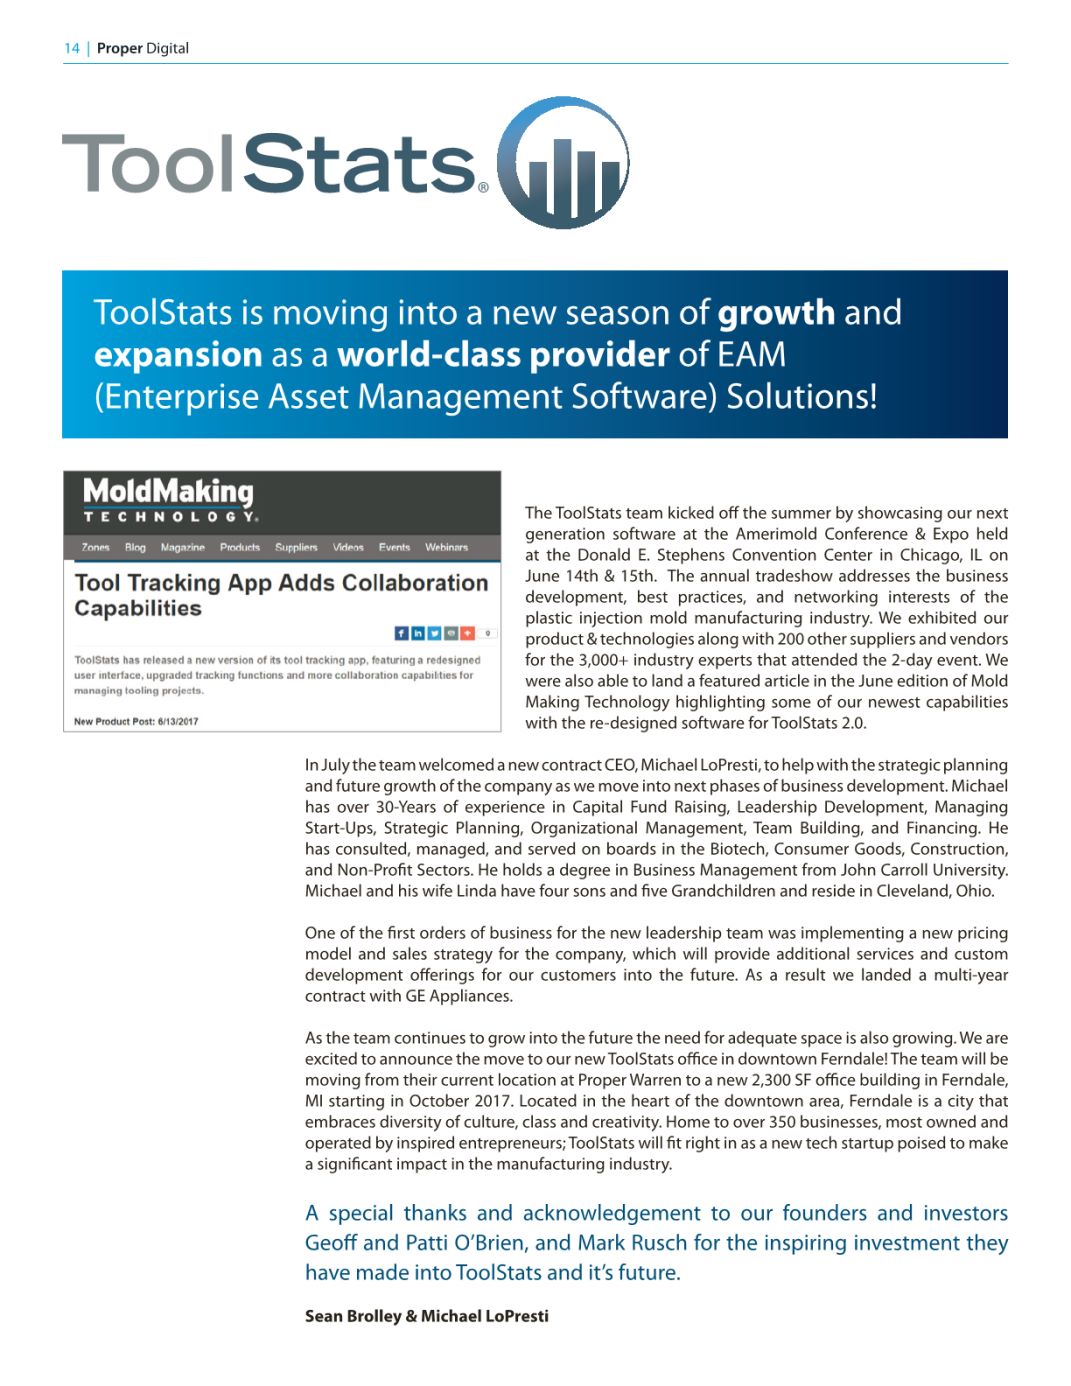 14 | Proper Digital
ToolStats®
ToolStats is moving into a new season of growth and
expansion as a world-class provider of EAM
(Enterprise Asset Management Software) Solutions!
MoldMaking
TECHNOLOGY®
Zones Blog Magazine Products Suppliers Videos Events Webinars
Tool Tracking App Adds Collaboration
Capabilities
0
ToolStats has released a new version of its tool tracking app, featuring a redesigned
user interface, upgraded tracking functions and more collaboration capabilities for
managing tooling projects.
New Product Post: 6/13/2017
The ToolStats team kicked off the summer by showcasing our next
generation software at the Amerimold Conference & Expo held
at the Donald E. Stephens Convention Center in Chicago, IL on
June 14th & 15th. The annual tradeshow addresses the business
development, best practices, and networking interests of the
plastic injection mold manufacturing industry. We exhibited our
product & technologies along with 200 other suppliers and vendors
for the 3,000+ industry experts that attended the 2-day event. We
were also able to land a featured article in the June edition of Mold
Making Technology highlighting some of our newest capabilities
with the re-designed software for ToolStats 2.0.
In July the team welcomed a new contract CEO, Michael LoPresti, to help with the strategic planning
and future growth of the company as we move into next phases of business development. Michael
has over 30-Years of experience in Capital Fund Raising, Leadership Development, Managing
Start-Ups, Strategic Planning, Organizational Management, Team Building, and Financing. He
has consulted, managed, and served on boards in the Biotech, Consumer Goods, Construction,
and Non-Profit Sectors. He holds a degree in Business Management from John Carroll University.
Michael and his wife Linda have four sons and five Grandchildren and reside in Cleveland, Ohio.
One of the first orders of business for the new leadership team was implementing a new pricing
model and sales strategy for the company, which will provide additional services and custom
development offerings for our customers into the future. As a result we landed a multi-year
contract with GE Appliances.
As the team continues to grow into the future the need for adequate space is also growing. We are
excited to announce the move to our new ToolStats office in downtown Ferndale! The team will be
moving from their current location at Proper Warren to a new 2,300 SF office building in Ferndale,
MI starting in October 2017. Located in the heart of the downtown area, Ferndale is a city that
embraces diversity of culture, class and creativity. Home to over 350 businesses, most owned and
operated by inspired entrepreneurs; ToolStats will fit right in as a new tech startup poised to make
a significant impact in the manufacturing industry.
A special thanks and acknowledgement to our founders and investors
Geoff and Patti O’Brien, and Mark Rusch for the inspiring investment they
have made into ToolStats and it’s future.
Sean Brolley & Michael LoPresti